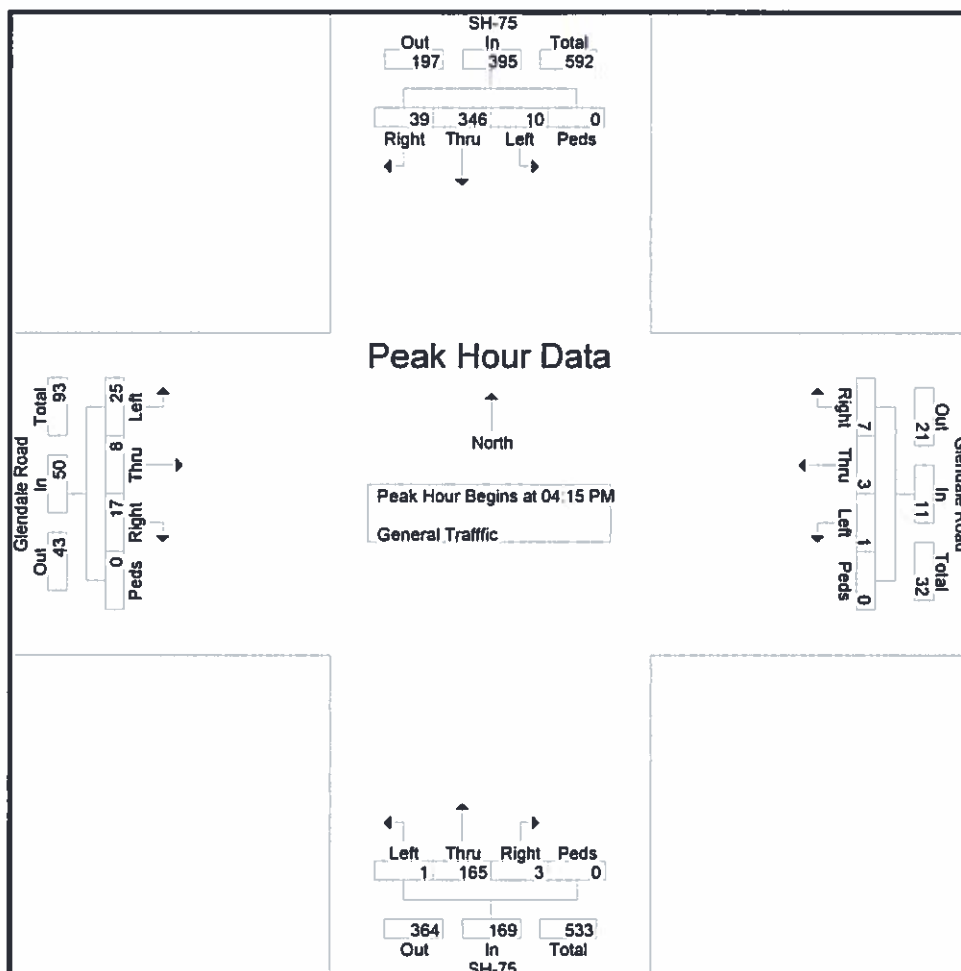 SH-75
Out In Total
197 395 592
39 346 10 0
Right Thru Left Peds
Peak Hour Data
North
Peak Hour Begins at 04:15 PM
General Trafffic
Glendale Road
Out In Total
43 50 93
25 8 17 0
Left Thru Right Peds
Glendale Road
Out In Total
21 11 32
7 3 1 0
Right Thru Left Peds
Left Thru Right Peds
1 165 3 0
364 169 533
Out In Total
SH-75